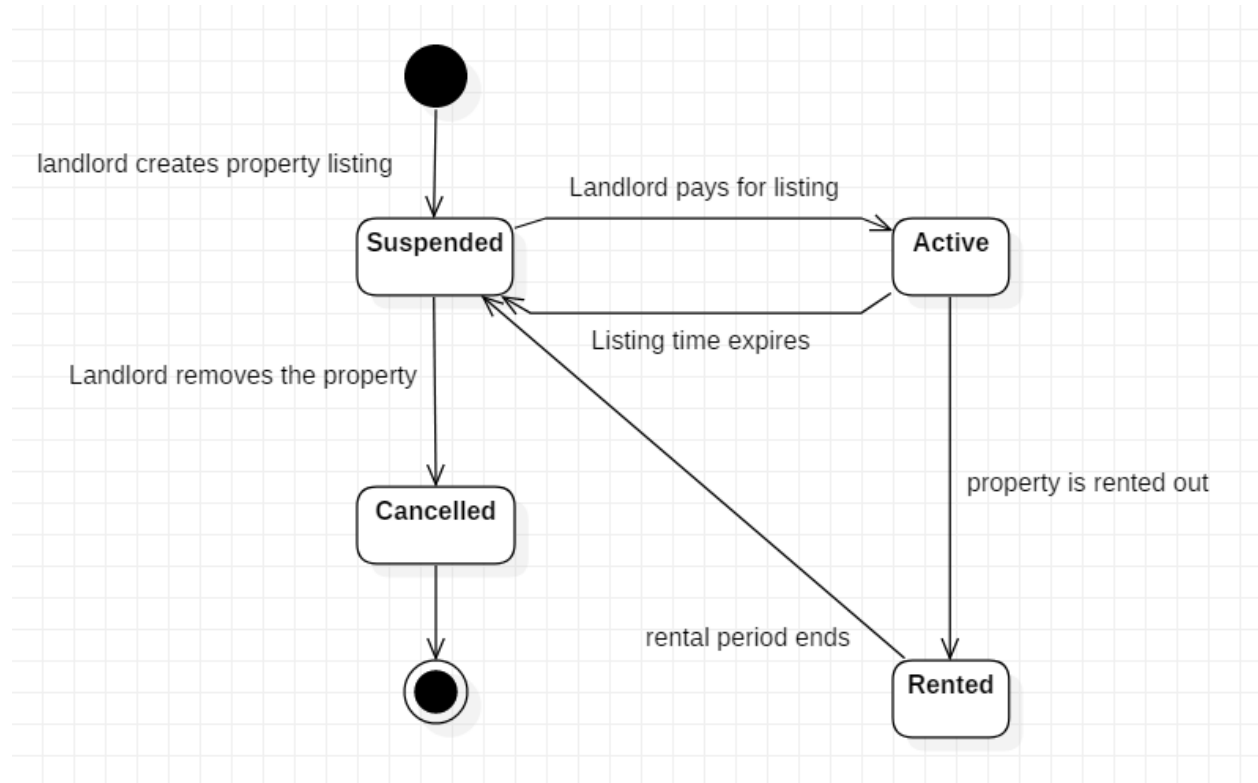 landlord creates property listing
Landlord pays for listing
Suspended
Active
Listing time expires
Landlord removes the property
property is rented out
Cancelled
rental period ends
Rented